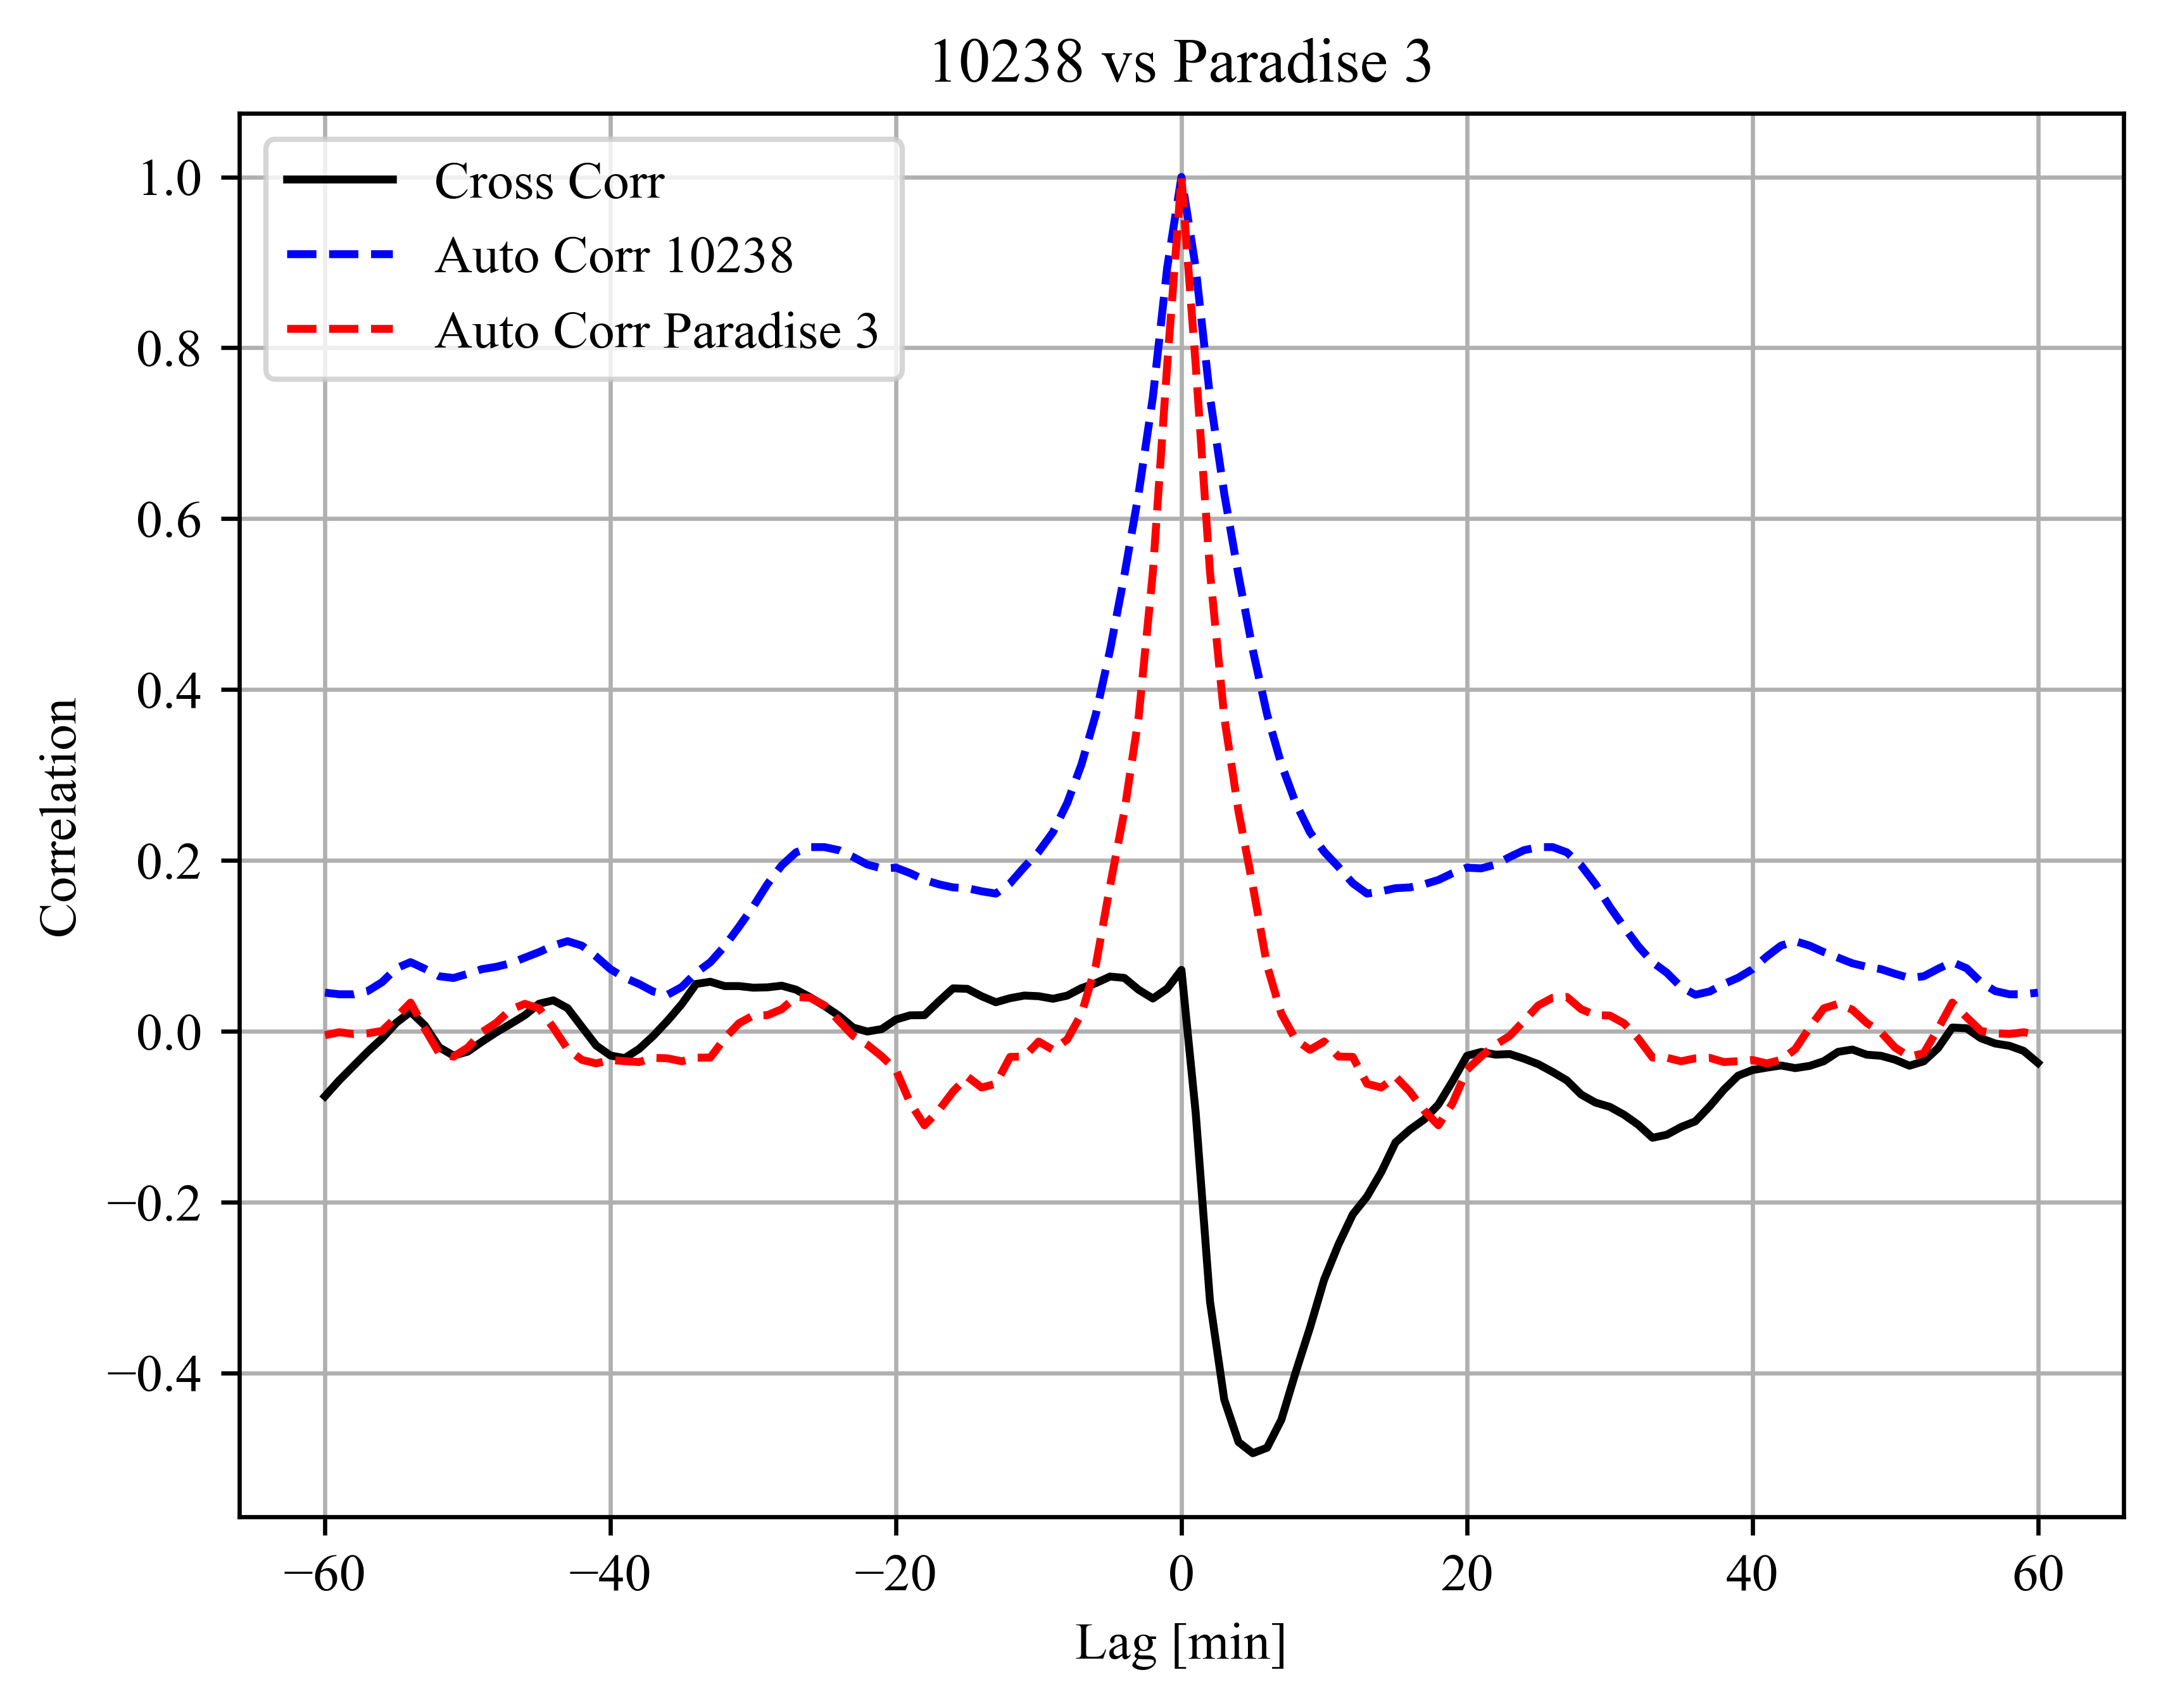 10238 vs Paradise 3
Cross Corr
Auto Corr 10238
Auto Corr Paradise 3
1.0
0.8
0.6
0.4
0.2
0.0
−0.2
−0.4
Correlation
−60 −40 −20 0 20 40 60
Lag [min]